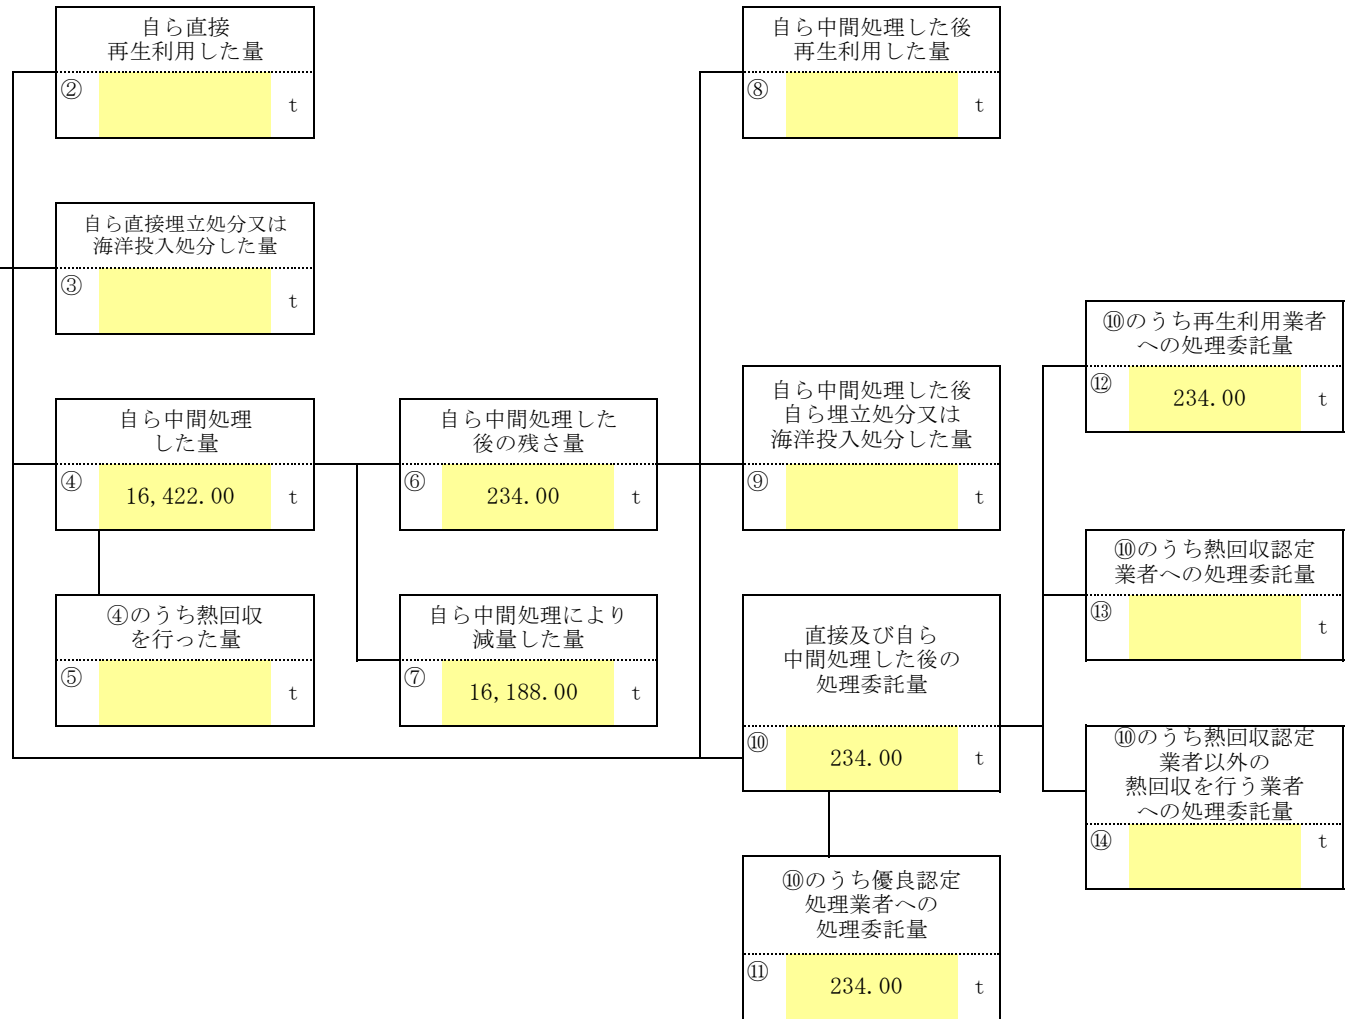 自ら直接
再生利用した量
②
t
自ら直接埋立処分又は
海洋投入処分した量
③
t
自ら中間処理
した量
④
16,422.00
t
④のうち熱回収
を行った量
⑤
t
自ら中間処理した
後の残さ量
⑥
234.00
t
自ら中間処理により
減量した量
⑦
16,188.00
t
自ら中間処理した後
再生利用した量
⑧
t
自ら中間処理した後
自ら埋立処分又は
海洋投入処分した量
⑨
t
直接及び自ら
中間処理した後の
処理委託量
⑩
234.00
t
⑩のうち優良認定
処理業者への
処理委託量
⑪
234.00
t
⑩のうち再生利用業者
への処理委託量
⑫
234.00
t
⑩のうち熱回収認定
業者への処理委託量
⑬
t
⑩のうち熱回収認定
業者以外の
熱回収を行う業者
への処理委託量
⑭
t